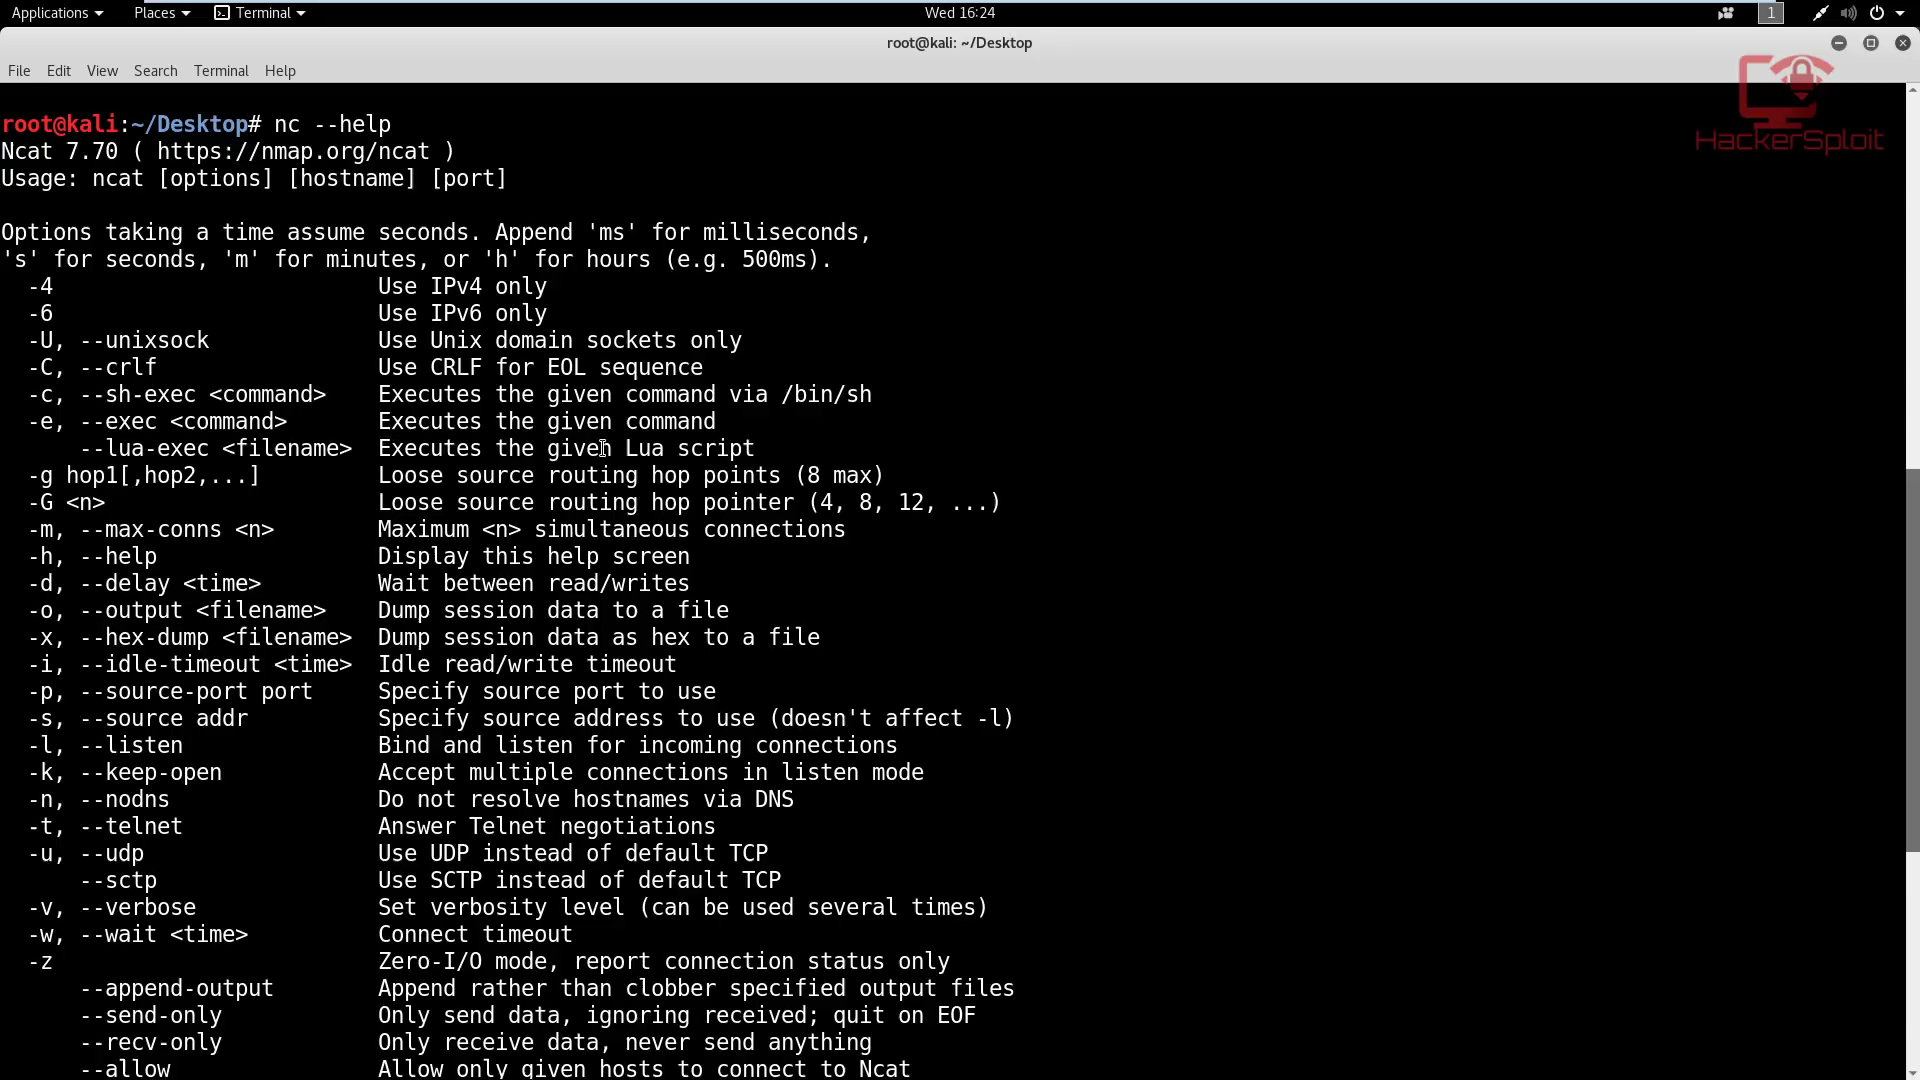 Applications Places Terminal Wed 16:24 1
root@kali: ~/Desktop
File Edit View Search Terminal Help
HackerSploit
root@kali:~/Desktop# nc --help
Ncat 7.70 ( https://nmap.org/ncat )
Usage: ncat [options] [hostname] [port]
Options taking a time assume seconds. Append 'ms' for milliseconds,
's' for seconds, 'm' for minutes, or 'h' for hours (e.g. 500ms).
  -4                         Use IPv4 only
  -6                         Use IPv6 only
  -U, --unixsock             Use Unix domain sockets only
  -C, --crlf                 Use CRLF for EOL sequence
  -c, --sh-exec <command>    Executes the given command via /bin/sh
  -e, --exec <command>       Executes the given command
      --lua-exec <filename>  Executes the given Lua script
  -g hop1[,hop2,...]         Loose source routing hop points (8 max)
  -G <n>                     Loose source routing hop pointer (4, 8, 12, ...)
  -m, --max-conns <n>        Maximum <n> simultaneous connections
  -h, --help                 Display this help screen
  -d, --delay <time>         Wait between read/writes
  -o, --output <filename>    Dump session data to a file
  -x, --hex-dump <filename>  Dump session data as hex to a file
  -i, --idle-timeout <time>  Idle read/write timeout
  -p, --source-port port     Specify source port to use
  -s, --source addr          Specify source address to use (doesn't affect -l)
  -l, --listen               Bind and listen for incoming connections
  -k, --keep-open            Accept multiple connections in listen mode
  -n, --nodns                Do not resolve hostnames via DNS
  -t, --telnet               Answer Telnet negotiations
  -u, --udp                  Use UDP instead of default TCP
      --sctp                 Use SCTP instead of default TCP
  -v, --verbose              Set verbosity level (can be used several times)
  -w, --wait <time>          Connect timeout
  -z                         Zero-I/O mode, report connection status only
      --append-output        Append rather than clobber specified output files
      --send-only            Only send data, ignoring received; quit on EOF
      --recv-only            Only receive data, never send anything
      --allow                Allow only given hosts to connect to Ncat